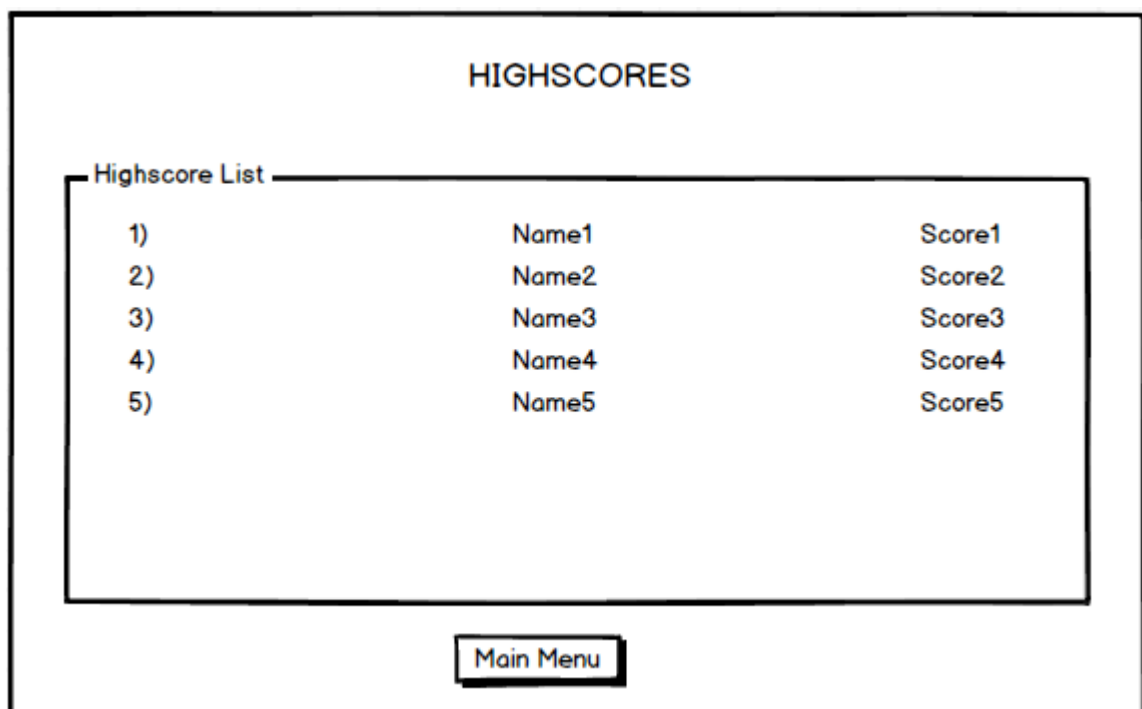 HIGHSCORES
Highscore List
1) Name1 Score1
2) Name2 Score2
3) Name3 Score3
4) Name4 Score4
5) Name5 Score5
Main Menu